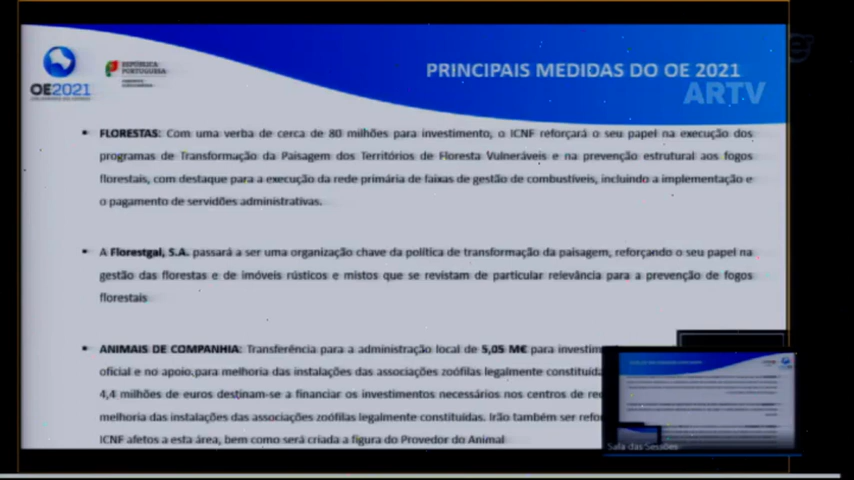 PRINCIPAIS MEDIDAS DO OE 2021
ARTV
OE2021
REPÚBLICA
PORTUGUESA
FLORESTAS: Com uma verba de cerca de 80 milhões para investimento, o ICNF reforçará o seu papel na execução dos
programas de Transformação da Paisagem dos Territórios de Floresta Vulneráveis e na prevenção estrutural aos fogos
florestais, com destaque para a execução da rede primária de faixas de gestão de combustíveis, incluindo a implementação e
o pagamento de servidões administrativas.
A Florestgal, S.A. passará a ser uma organização chave da política de transformação da paisagem, reforçando o seu papel na
gestão das florestas e de imóveis rústicos e mistos que se revistam de particular relevância para a prevenção de fogos
florestais
ANIMAIS DE COMPANHIA: Transferência para a administração local de 5,05 M€ para investim
oficial e no apoio para melhoria das instalações das associações zoófilas legalmente constituída
4,4 milhões de euros destinam-se a financiar os investimentos necessários nos centros de rec
melhoria das instalações das associações zoófilas legalmente constituídas. Irão também ser refo
ICNF afetos a esta área, bem como será criada a figura do Provedor do Animal
Sala das Sessões